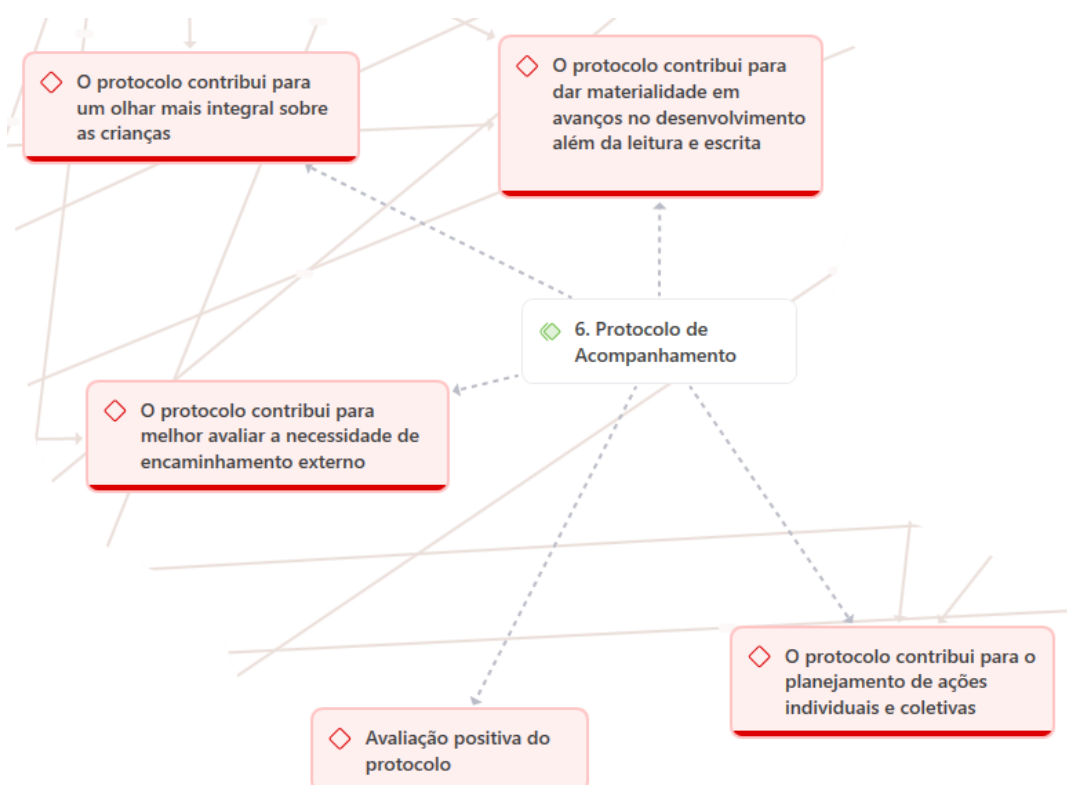 O protocolo contribui para
um olhar mais integral sobre
as crianças
O protocolo contribui para
dar materialidade em
avanços no desenvolvimento
além da leitura e escrita
6. Protocolo de
Acompanhamento
O protocolo contribui para
melhor avaliar a necessidade de
encaminhamento externo
O protocolo contribui para o
planejamento de ações
individuais e coletivas
Avaliação positiva do
protocolo